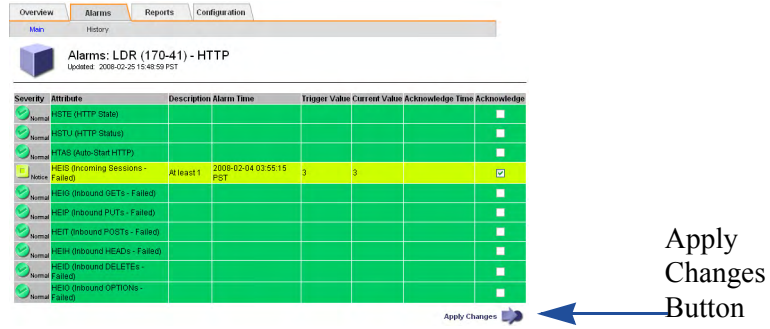 Overview Alarms Reports Configuration
Main History
Alarms: LDR (170-41) - HTTP
Updated: 2008-02-25 15:48:59 PST
Severity Attribute Description Alarm Time Trigger Value Current Value Acknowledge Time Acknowledge
Normal HSTE (HTTP State)
Normal HSTU (HTTP Status)
Normal HTAS (Auto-Start HTTP)
Notice HEIS (Incoming Sessions - Failed) At least 1 2008-02-04 03:55:15 PST 3 3
Normal HEIG (Inbound GETs - Failed)
Normal HEIP (Inbound PUTs - Failed)
Normal HEIT (Inbound POSTs - Failed)
Normal HEIH (Inbound HEADs - Failed)
Normal HEID (Inbound DELETEs - Failed)
Normal HEIO (Inbound OPTIONs - Failed)
Apply Changes
Apply
Changes
Button